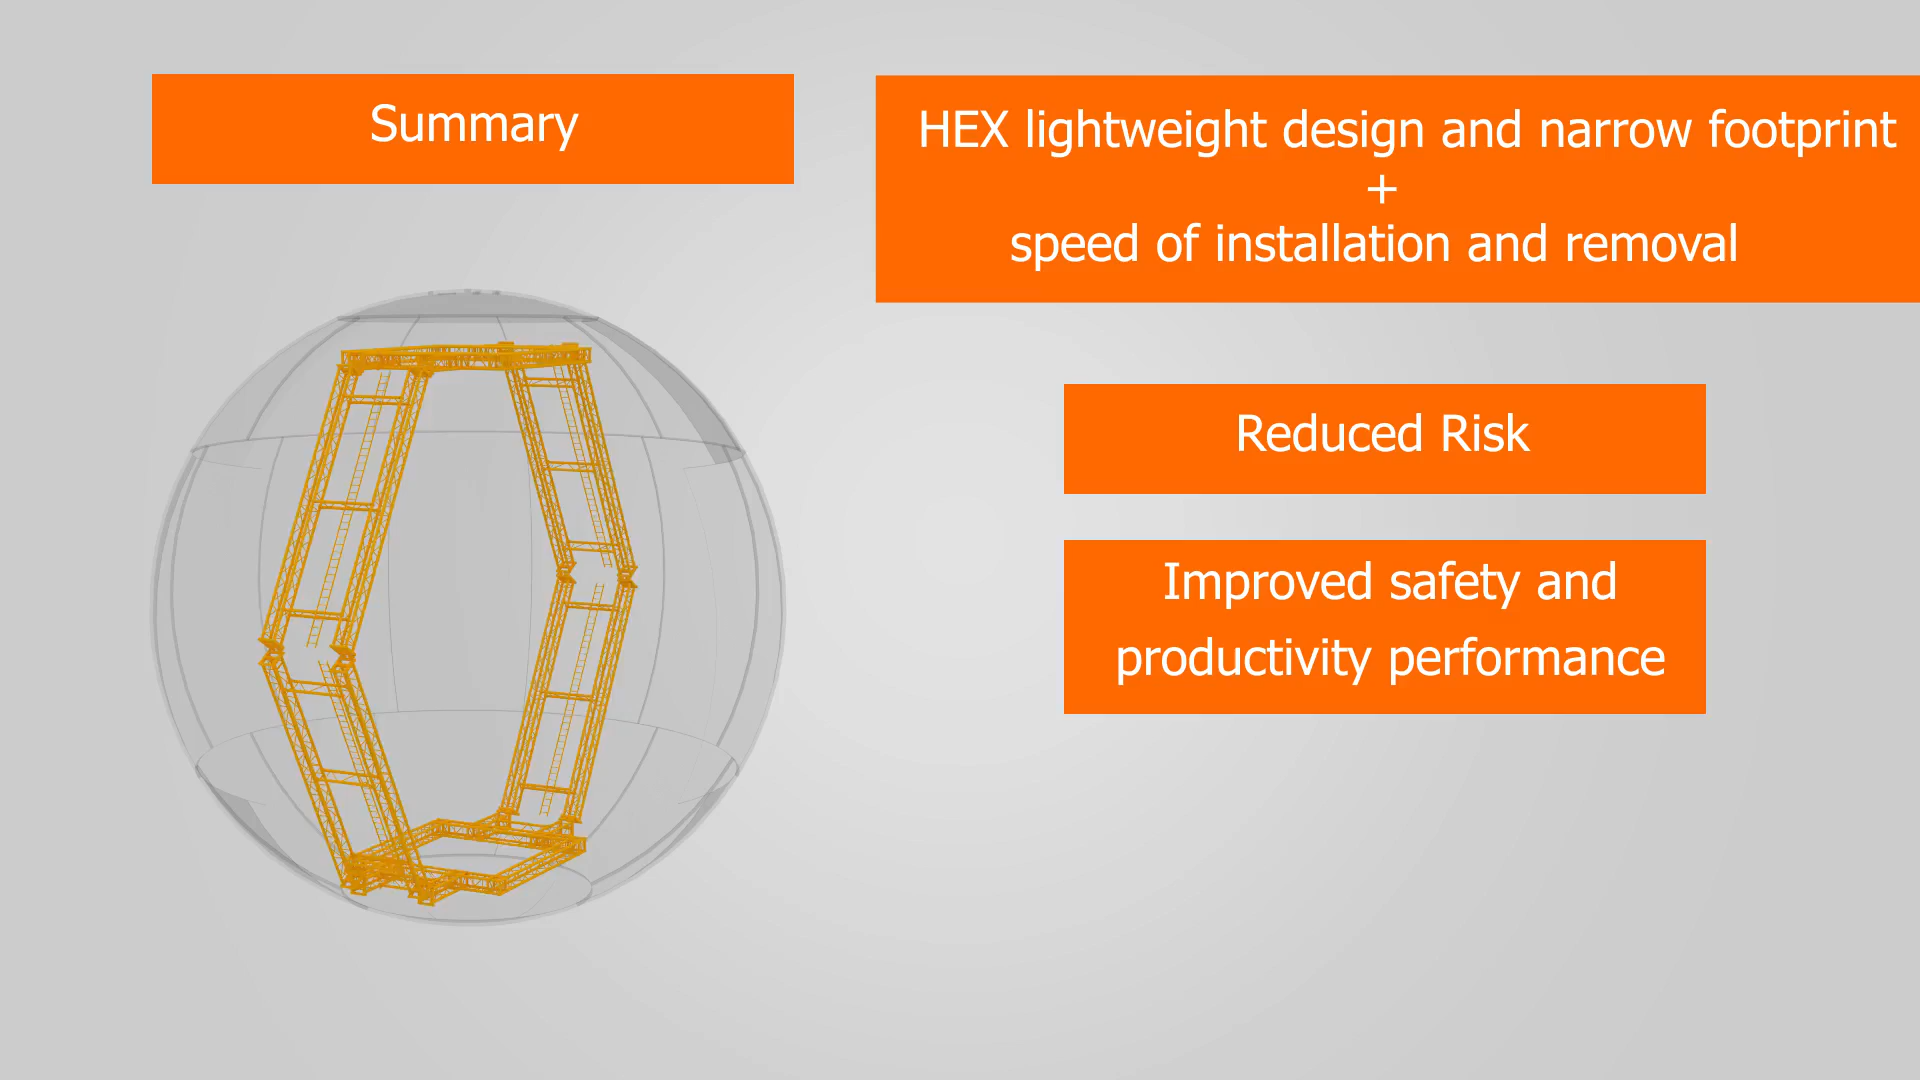 Summary
HEX lightweight design and narrow footprint
+
speed of installation and removal
Reduced Risk
Improved safety and
productivity performance